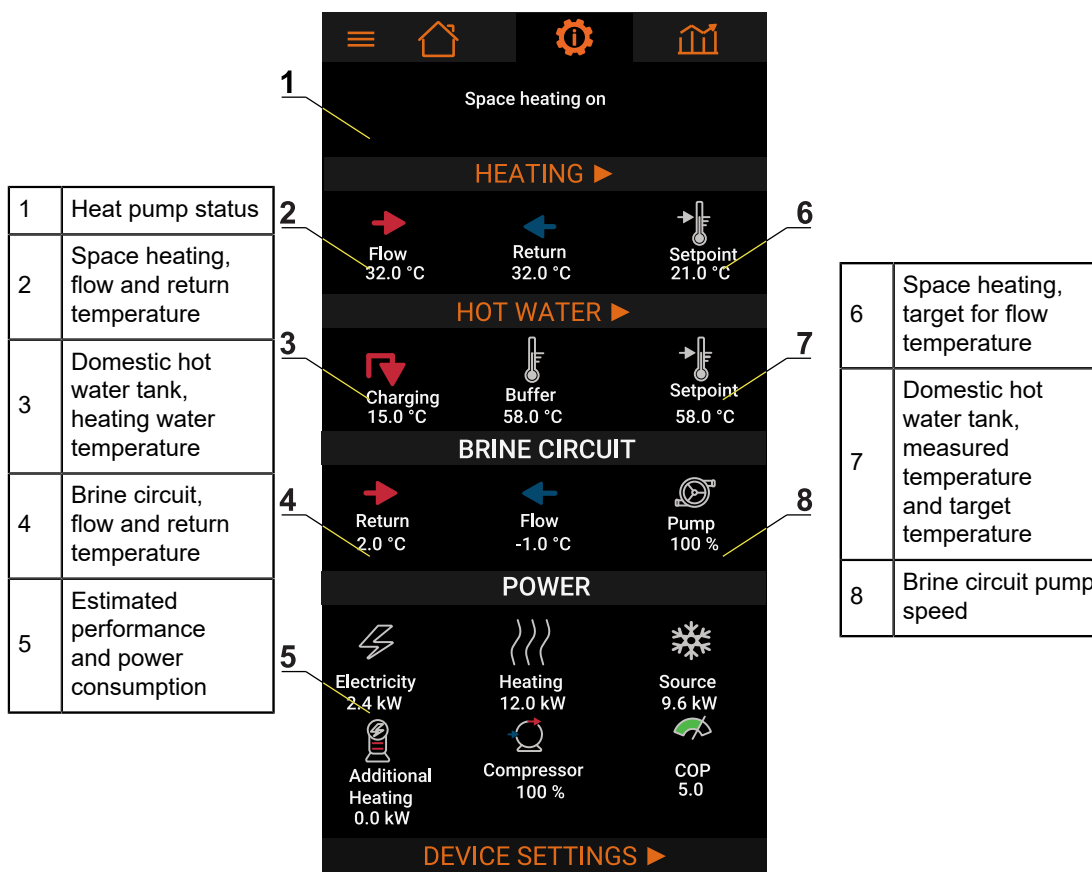 1 Heat pump status
2 Space heating,
flow and return
temperature
3 Domestic hot
water tank,
heating water
temperature
4 Brine circuit,
flow and return
temperature
5 Estimated
performance
and power
consumption
1
Space heating on
HEATING
2
6
Flow Return Setpoint
32.0 °C 32.0 °C 21.0 °C
HOT WATER
3
7
Charging Buffer Setpoint
15.0 °C 58.0 °C 58.0 °C
BRINE CIRCUIT
4
8
Return Flow Pump
2.0 °C -1.0 °C 100 %
POWER
5
Electricity Heating Source
2.4 kW 12.0 kW 9.6 kW
Additional Compressor COP
Heating 100 % 5.0
0.0 kW
DEVICE SETTINGS
6 Space heating,
target for flow
temperature
7 Domestic hot
water tank,
measured
temperature
and target
temperature
8 Brine circuit pump
speed